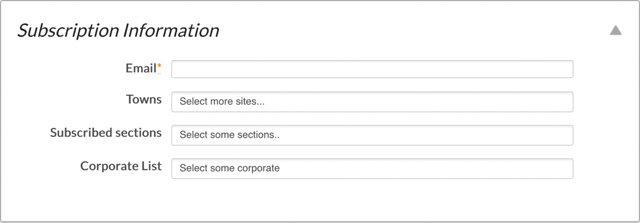 Subscription Information
Email*
Towns Select more sites...
Subscribed sections Select some sections..
Corporate List Select some corporate